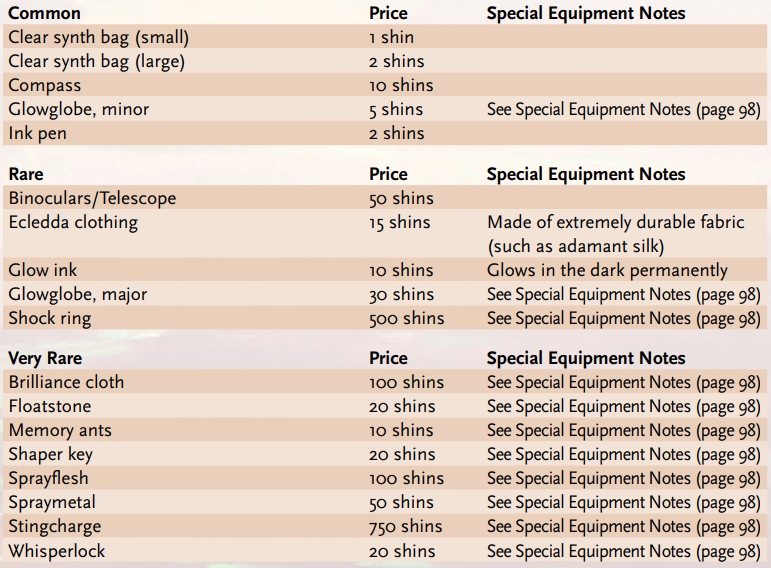 Common Price Special Equipment Notes
Clear synth bag (small) 1 shin
Clear synth bag (large) 2 shins
Compass 10 shins
Glowglobe, minor 5 shins See Special Equipment Notes (page 98)
Ink pen 2 shins
Rare Price Special Equipment Notes
Binoculars/Telescope 50 shins
Ecledda clothing 15 shins Made of extremely durable fabric
(such as adamant silk)
Glow ink 10 shins Glows in the dark permanently
Glowglobe, major 30 shins See Special Equipment Notes (page 98)
Shock ring 500 shins See Special Equipment Notes (page 98)
Very Rare Price Special Equipment Notes
Brilliance cloth 100 shins See Special Equipment Notes (page 98)
Floatstone 20 shins See Special Equipment Notes (page 98)
Memory ants 10 shins See Special Equipment Notes (page 98)
Shaper key 20 shins See Special Equipment Notes (page 98)
Sprayflesh 100 shins See Special Equipment Notes (page 98)
Spraymetal 50 shins See Special Equipment Notes (page 98)
Stingcharge 750 shins See Special Equipment Notes (page 98)
Whisperlock 20 shins See Special Equipment Notes (page 98)